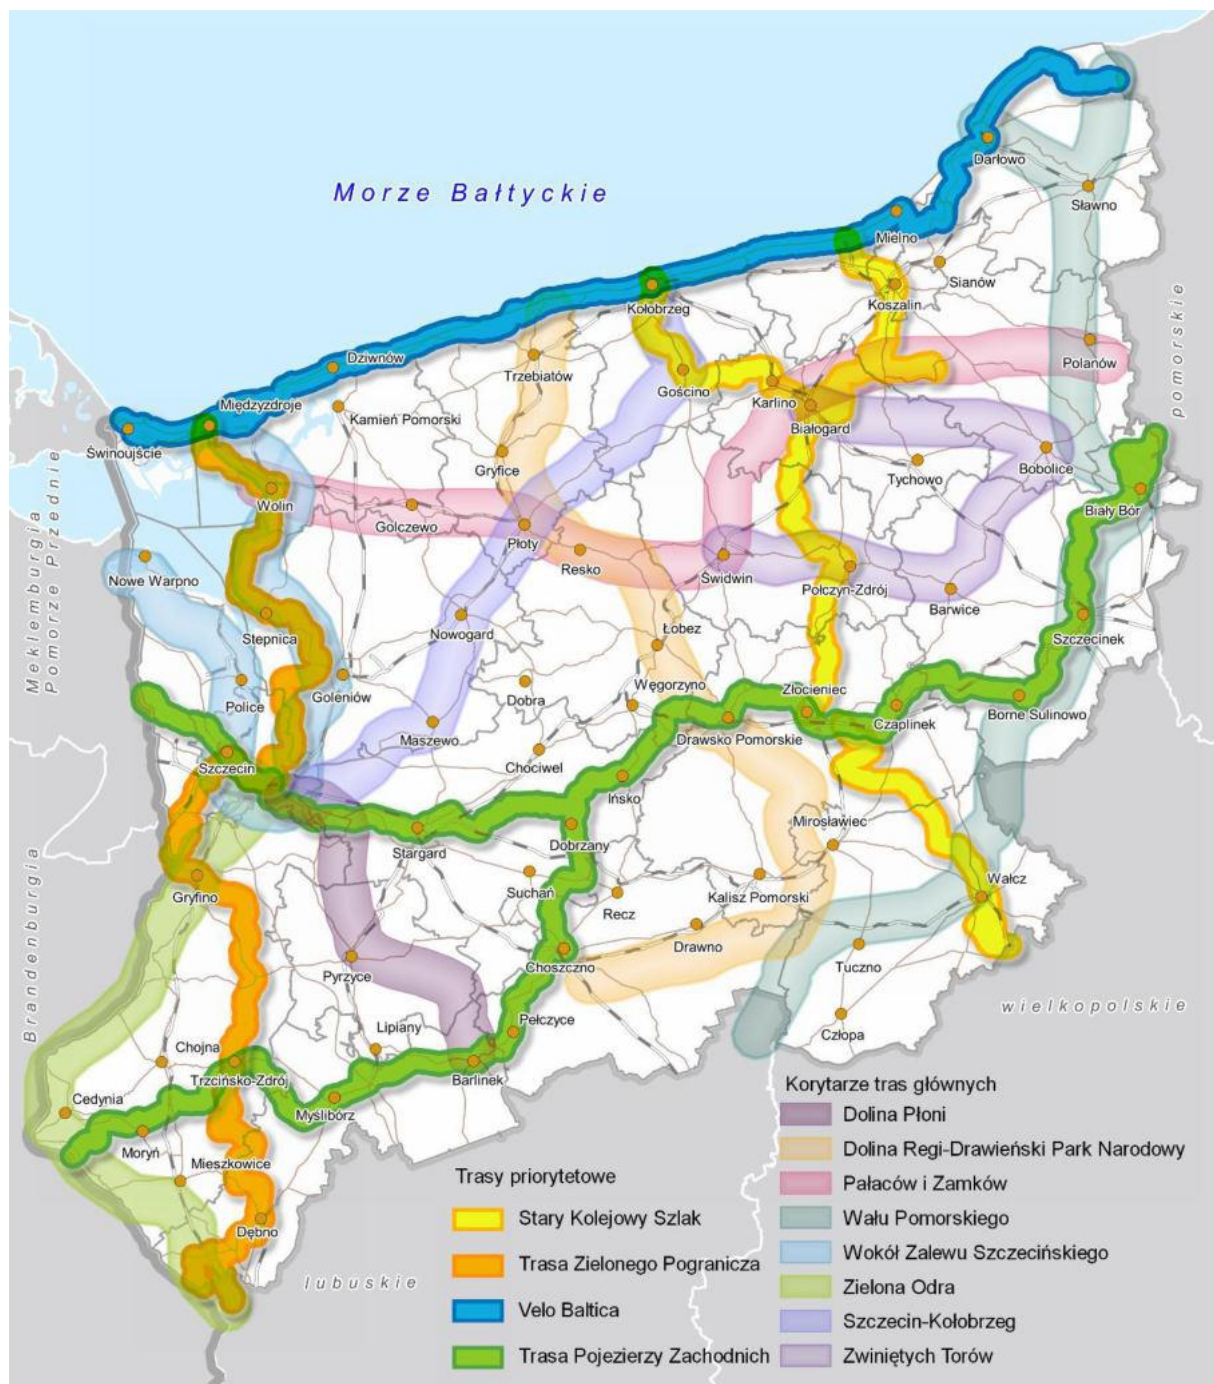 Morze Bałtyckie
Darłowo
Sławno
Mielno
Sianów
Kołobrzeg
Koszalin
Dziwnów
Trzebiatów
Polanów
pomorskie
Gościno
Karlino
Międzyzdroje
Kamień Pomorski
Białogard
Świnoujście
Gryfice
Bobolice
Tychowo
Wolin
Golczewo
Biały Bór
Płoty
Resko
Świdwin
Nowe Warpno
Połczyn-Zdrój
Barwice
Meklemburgia
Pomorze Przednie
Stepnica
Nowogard
Łobez
Szczecinek
Goleniów
Dobra
Węgorzyno
Złocieniec
Police
Maszewo
Drawsko Pomorskie
Czaplinek
Borne Sulinowo
Szczecin
Chociwel
Ińsko
Mirosławiec
Stargard
Dobrzany
Brandenburgia
Gryfino
Suchań
Recz
Kalisz Pomorski
Wałcz
Drawno
Pyrzyce
Choszczno
Tuczno
wielkopolskie
Człopa
Pełczyce
Lipiany
Chojna
Trzcińsko-Zdrój
Barlinek
Cedynia
Myślibórz
Moryń
Mieszkowice
Dębno
lubuskie
Trasy priorytetowe
Stary Kolejowy Szlak
Trasa Zielonego Pogranicza
Velo Baltica
Trasa Pojezierzy Zachodnich
Korytarze tras głównych
Dolina Płoni
Dolina Regi-Drawieński Park Narodowy
Pałaców i Zamków
Wału Pomorskiego
Wokół Zalewu Szczecińskiego
Zielona Odra
Szczecin-Kołobrzeg
Zwiniętych Torów